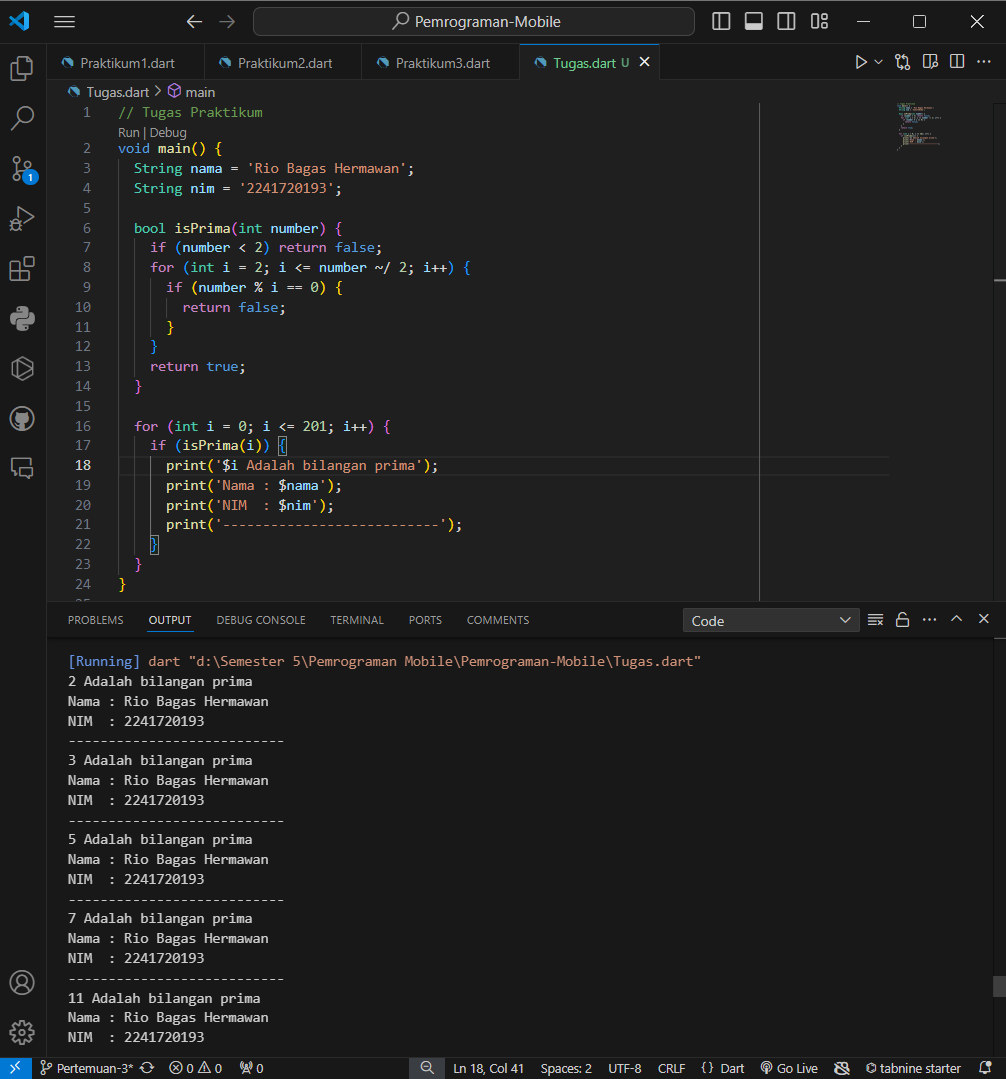 Pemrograman-Mobile
Praktikum1.dart Praktikum2.dart Praktikum3.dart Tugas.dart U
Tugas.dart > main
1 // Tugas Praktikum
Run | Debug
2 void main() {
3 String nama = 'Rio Bagas Hermawan';
4 String nim = '2241720193';
5
6 bool isPrima(int number) {
7 if (number < 2) return false;
8 for (int i = 2; i <= number ~/ 2; i++) {
9 if (number % i == 0) {
10 return false;
11 }
12 }
13 return true;
14 }
15
16 for (int i = 0; i <= 201; i++) {
17 if (isPrima(i)) {
18 print('$i Adalah bilangan prima');
19 print('Nama : $nama');
20 print('NIM  : $nim');
21 print('---------------------------');
22 }
23 }
24 }
PROBLEMS OUTPUT DEBUG CONSOLE TERMINAL PORTS COMMENTS Code
[Running] dart "d:\Semester 5\Pemrograman Mobile\Pemrograman-Mobile\Tugas.dart"
2 Adalah bilangan prima
Nama : Rio Bagas Hermawan
NIM  : 2241720193
---------------------------
3 Adalah bilangan prima
Nama : Rio Bagas Hermawan
NIM  : 2241720193
---------------------------
5 Adalah bilangan prima
Nama : Rio Bagas Hermawan
NIM  : 2241720193
---------------------------
7 Adalah bilangan prima
Nama : Rio Bagas Hermawan
NIM  : 2241720193
---------------------------
11 Adalah bilangan prima
Nama : Rio Bagas Hermawan
NIM  : 2241720193
Pertemuan-3* 0 0 0 Ln 18, Col 41 Spaces: 2 UTF-8 CRLF { } Dart Go Live tabnine starter